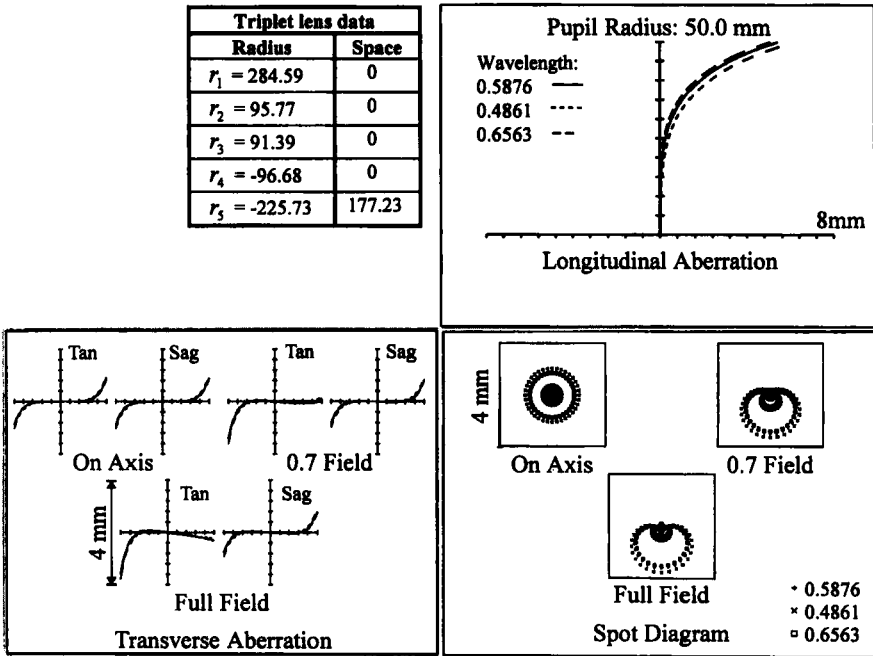 Triplet lens data
Radius Space
r₁ = 284.59 0
r₂ = 95.77 0
r₃ = 91.39 0
r₄ = -96.68 0
r₅ = -225.73 177.23
Pupil Radius: 50.0 mm
Wavelength:
0.5876
0.4861
0.6563
8mm
Longitudinal Aberration
Tan Sag Tan Sag
On Axis 0.7 Field
Tan Sag
4 mm
Full Field
Transverse Aberration
4 mm
On Axis 0.7 Field
Full Field
0.5876
0.4861
0.6563
Spot Diagram